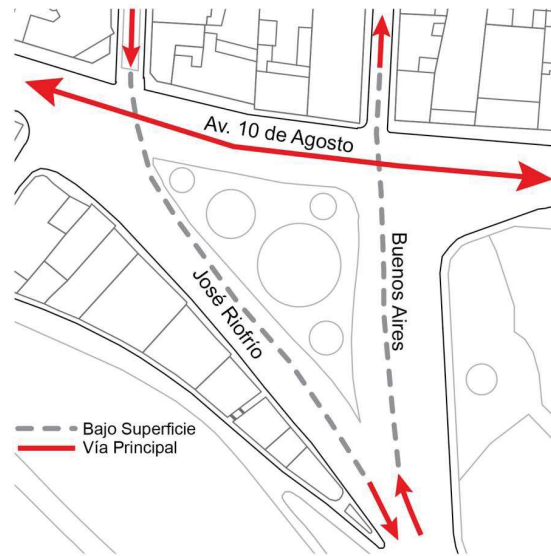 Av. 10 de Agosto
Buenos Aires
José Riofrío
Bajo Superficie
Vía Principal